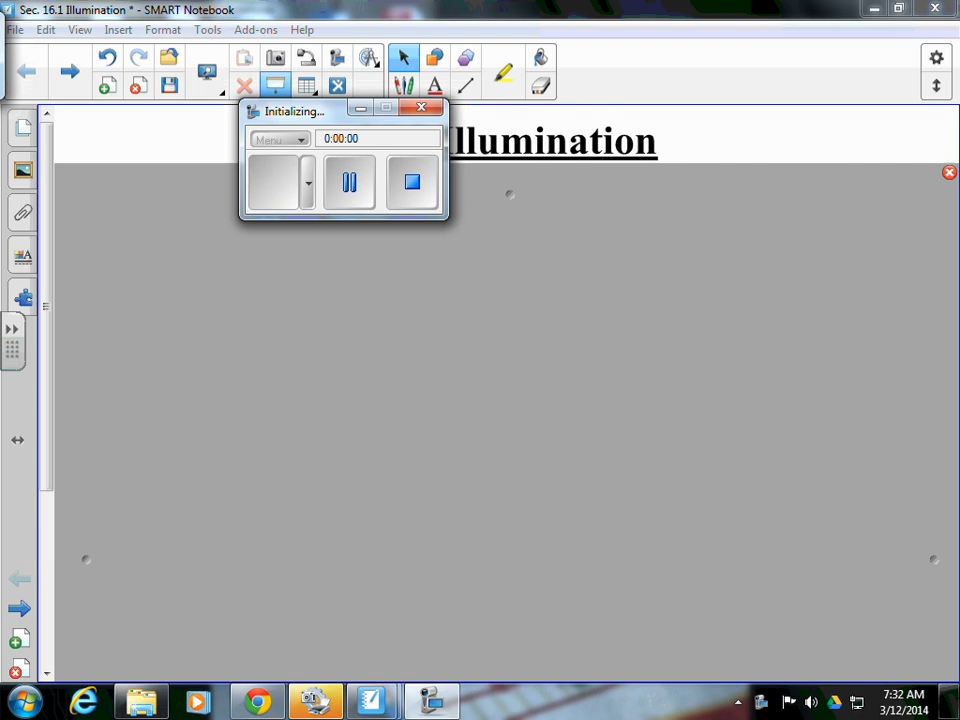 Sec. 16.1 Illumination * - SMART Notebook
File Edit View Insert Format Tools Add-ons Help
Initializing...
Menu 0:00:00
Illumination
7:32 AM
3/12/2014